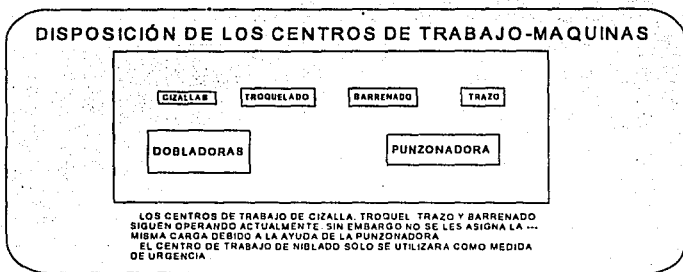 DISPOSICIÓN DE LOS CENTROS DE TRABAJO-MAQUINAS
CIZALLAS TROQUELADO BARRENADO TRAZO
DOBLADORAS PUNZONADORA
LOS CENTROS DE TRABAJO DE CIZALLA, TROQUEL TRAZO Y BARRENADO
SIGUEN OPERANDO ACTUALMENTE. SIN EMBARGO NO SE LES ASIGNA LA ---
MISMA CARGA DEBIDO A LA AYUDA DE LA PUNZONADORA
EL CENTRO DE TRABAJO DE NIBLADO SOLO SE UTILIZARA COMO MEDIDA
DE URGENCIA.